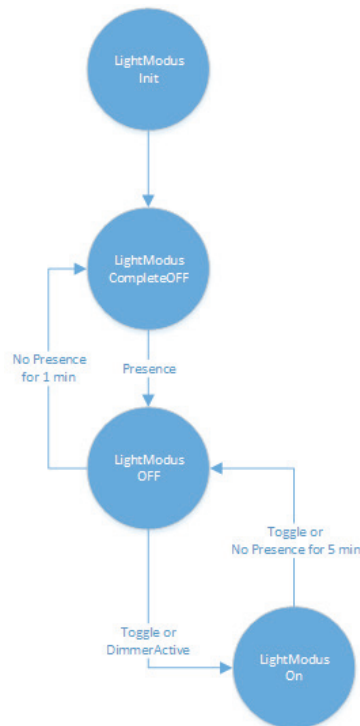 LightModus
Init
LightModus
CompleteOFF
No Presence
for 1 min
Presence
LightModus
OFF
Toggle or
No Presence for 5 min
Toggle or
DimmerActive
LightModus
On